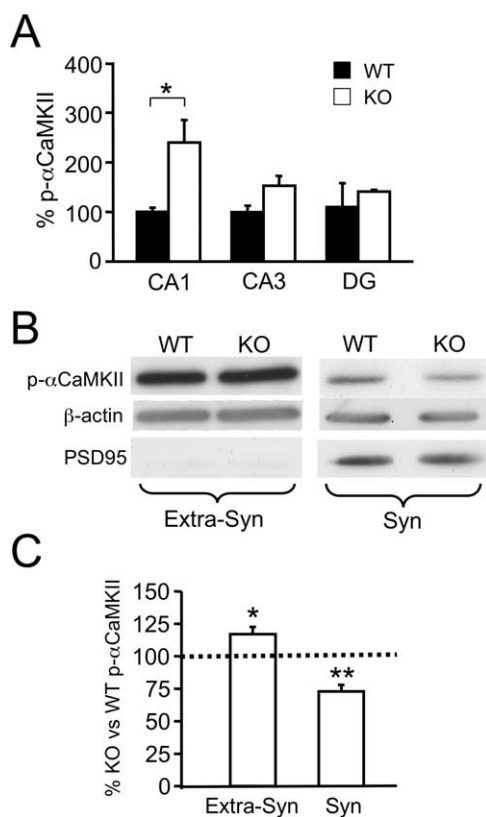 A
% p-αCaMKII
400
300
200
100
0
*
WT
KO
CA1 CA3 DG
B
WT KO WT KO
p-αCaMKII
β-actin
PSD95
Extra-Syn Syn
C
% KO vs WT p-αCaMKII
150
125
100
75
50
25
0
*
**
Extra-Syn Syn